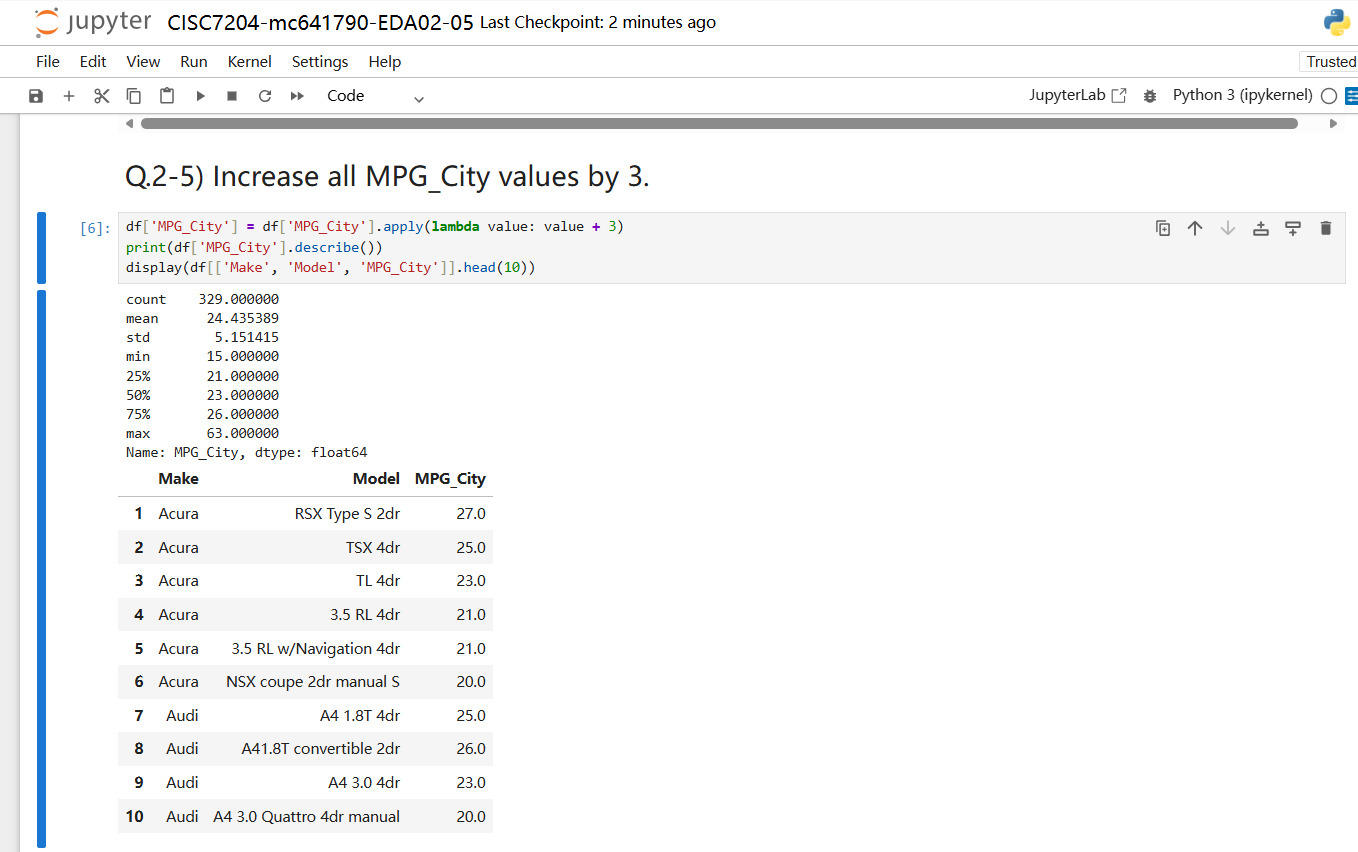 jupyter CISC7204-mc641790-EDA02-05 Last Checkpoint: 2 minutes ago
File Edit View Run Kernel Settings Help
Trusted
Code
JupyterLab
Python 3 (ipykernel)
Q.2-5) Increase all MPG_City values by 3.
[6]:
df['MPG_City'] = df['MPG_City'].apply(lambda value: value + 3)
print(df['MPG_City'].describe())
display(df[['Make', 'Model', 'MPG_City']].head(10))
count    329.000000
mean      24.435389
std        5.151415
min       15.000000
25%       21.000000
50%       23.000000
75%       26.000000
max       63.000000
Name: MPG_City, dtype: float64
Make Model MPG_City
1 Acura RSX Type S 2dr 27.0
2 Acura TSX 4dr 25.0
3 Acura TL 4dr 23.0
4 Acura 3.5 RL 4dr 21.0
5 Acura 3.5 RL w/Navigation 4dr 21.0
6 Acura NSX coupe 2dr manual S 20.0
7 Audi A4 1.8T 4dr 25.0
8 Audi A41.8T convertible 2dr 26.0
9 Audi A4 3.0 4dr 23.0
10 Audi A4 3.0 Quattro 4dr manual 20.0